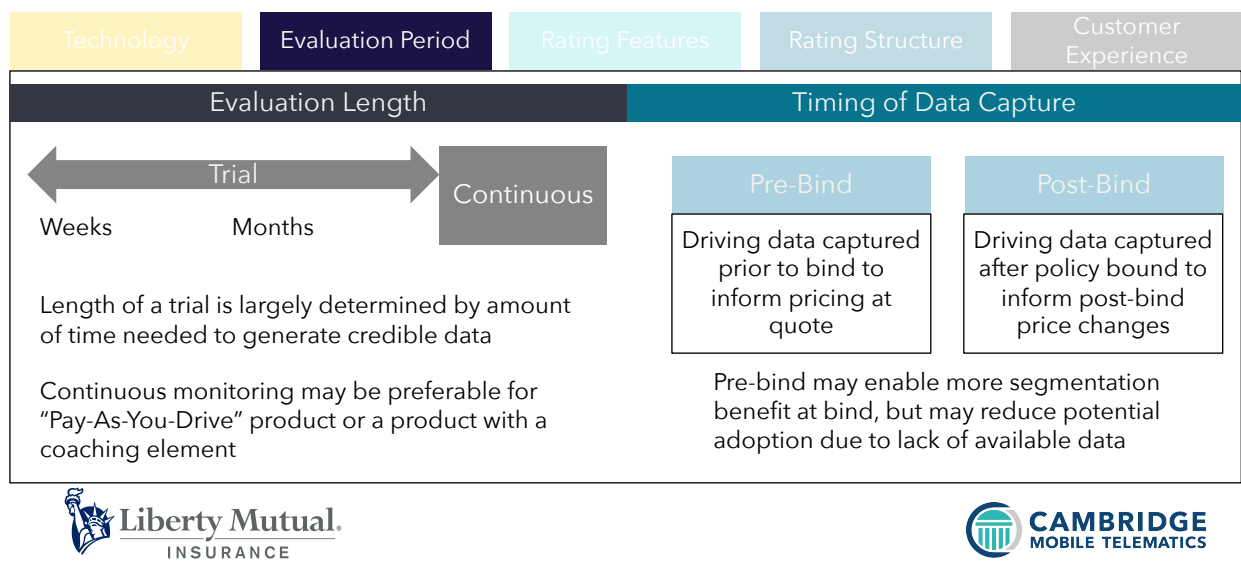 Technology
Evaluation Period
Rating Features
Rating Structure
Customer
Experience
Evaluation Length
Timing of Data Capture
Trial
Continuous
Weeks
Months
Length of a trial is largely determined by amount
of time needed to generate credible data
Continuous monitoring may be preferable for
“Pay-As-You-Drive” product or a product with a
coaching element
Pre-Bind
Driving data captured
prior to bind to
inform pricing at
quote
Post-Bind
Driving data captured
after policy bound to
inform post-bind
price changes
Pre-bind may enable more segmentation
benefit at bind, but may reduce potential
adoption due to lack of available data
Liberty Mutual®
INSURANCE
CAMBRIDGE
MOBILE TELEMATICS